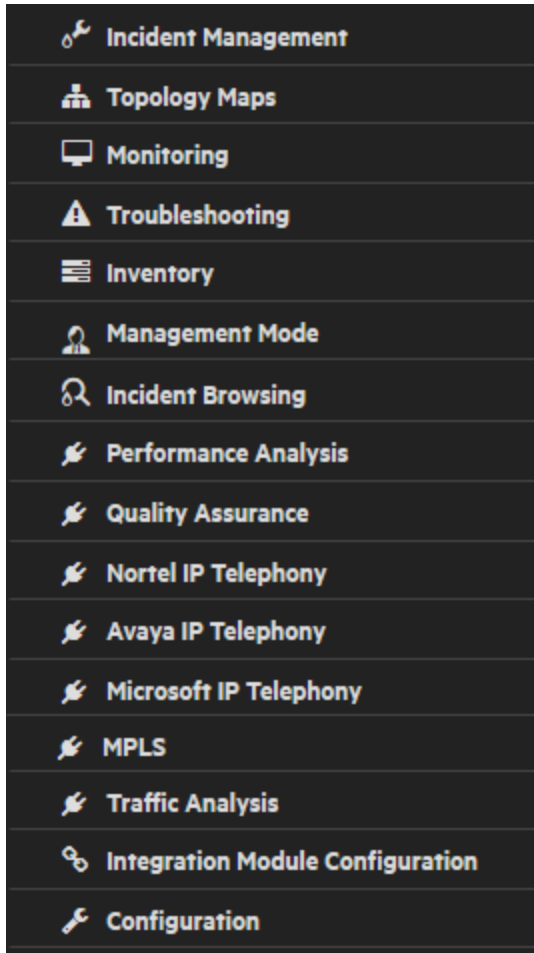 Incident Management
Topology Maps
Monitoring
Troubleshooting
Inventory
Management Mode
Incident Browsing
Performance Analysis
Quality Assurance
Nortel IP Telephony
Avaya IP Telephony
Microsoft IP Telephony
MPLS
Traffic Analysis
Integration Module Configuration
Configuration